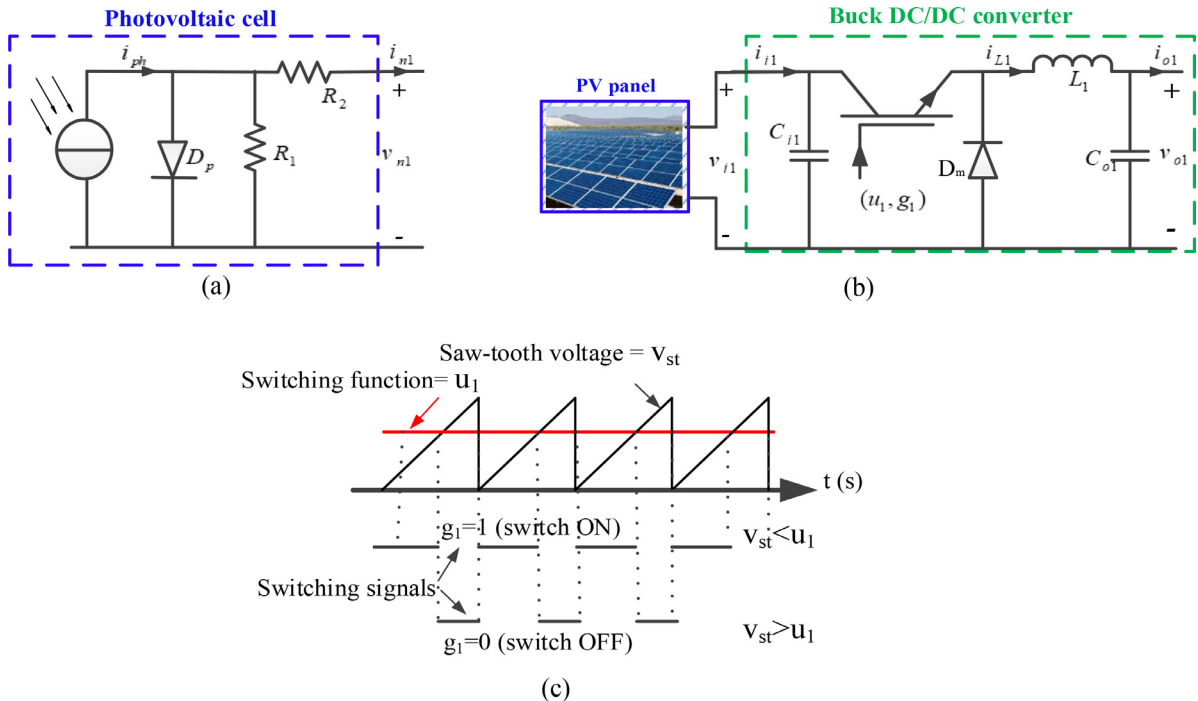 Photovoltaic cell
i_ph
i_n1
R_2
+
D_p
R_1
v_n1
-
(a)
Buck DC/DC converter
PV panel
i_i1
i_L1
i_o1
+
L_1
+
C_i1
v_i1
D_m
C_o1
v_o1
(u_1, g_1)
-
-
(b)
Saw-tooth voltage = v_st
Switching function= u_1
t (s)
g_1=1 (switch ON)
v_st<u_1
Switching signals
g_1=0 (switch OFF)
v_st>u_1
(c)